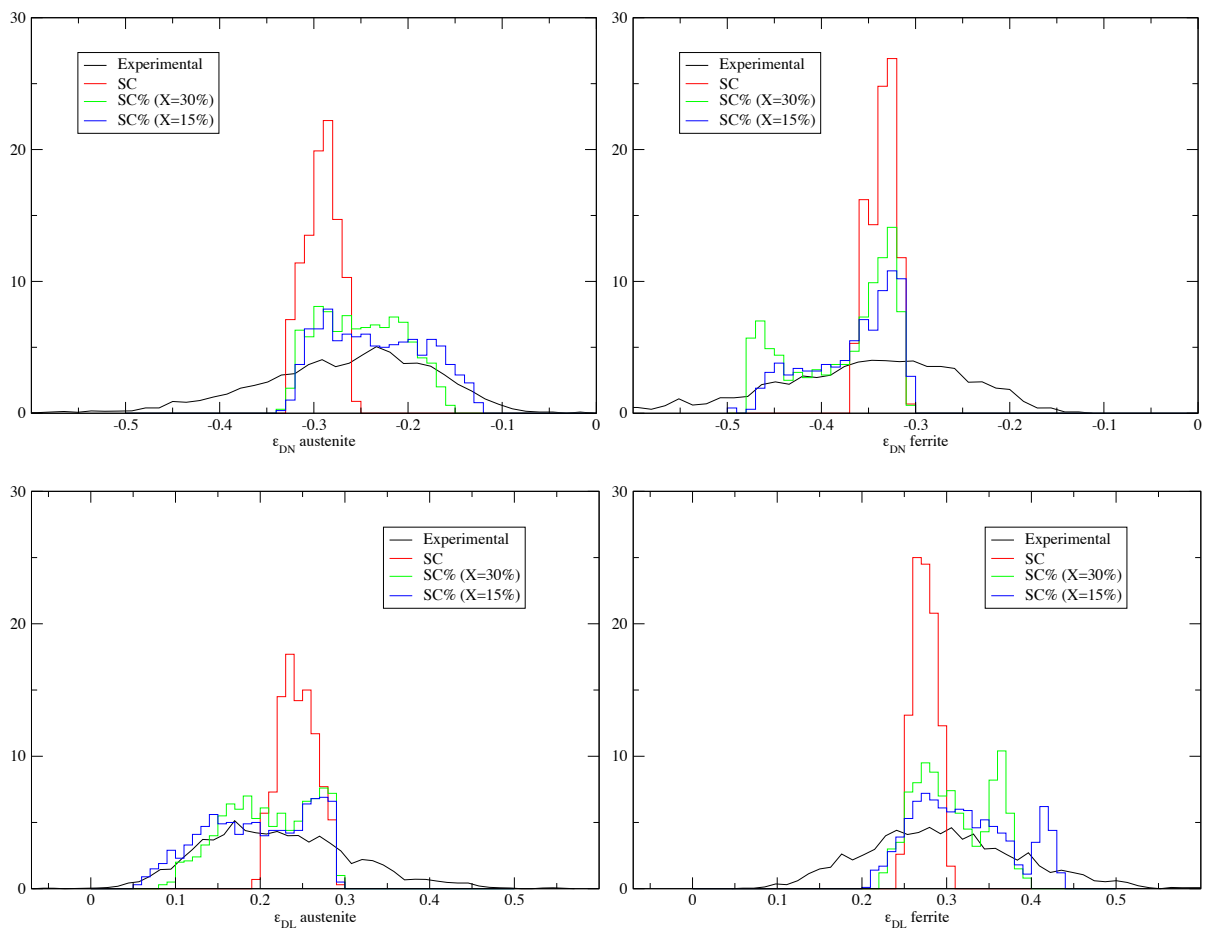 30
20
10
0
Experimental
SC
SC% (X=30%)
SC% (X=15%)
-0.5 -0.4 -0.3 -0.2 -0.1 0
ε_DN austenite
30
20
10
0
Experimental
SC
SC% (X=30%)
SC% (X=15%)
-0.5 -0.4 -0.3 -0.2 -0.1 0
ε_DN ferrite
30
20
10
0
Experimental
SC
SC% (X=30%)
SC% (X=15%)
0 0.1 0.2 0.3 0.4 0.5
ε_DL austenite
30
20
10
0
Experimental
SC
SC% (X=30%)
SC% (X=15%)
0 0.1 0.2 0.3 0.4 0.5
ε_DL ferrite